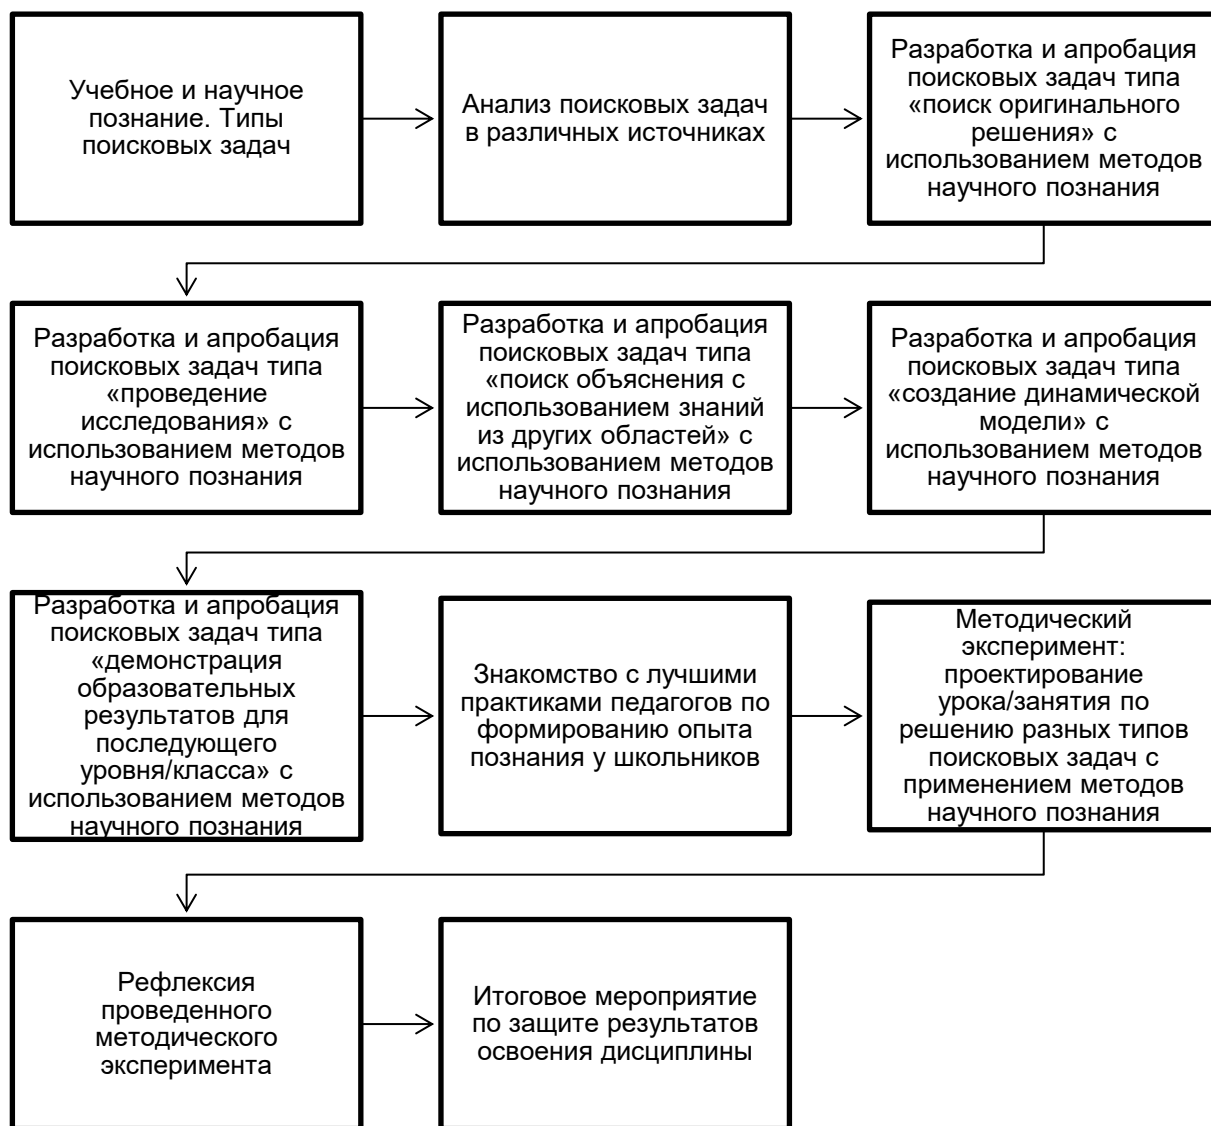 Учебное и научное
познание. Типы
поисковых задач
Анализ поисковых задач
в различных источниках
Разработка и апробация
поисковых задач типа
«поиск оригинального
решения» с
использованием методов
научного познания
Разработка и апробация
поисковых задач типа
«проведение
исследования» с
использованием методов
научного познания
Разработка и апробация
поисковых задач типа
«поиск объяснения с
использованием знаний
из других областей» с
использованием методов
научного познания
Разработка и апробация
поисковых задач типа
«создание динамической
модели» с
использованием методов
научного познания
Разработка и апробация
поисковых задач типа
«демонстрация
образовательных
результатов для
последующего
уровня/класса» с
использованием методов
научного познания
Знакомство с лучшими
практиками педагогов по
формированию опыта
познания у школьников
Методический
эксперимент:
проектирование
урока/занятия по
решению разных типов
поисковых задач с
применением методов
научного познания
Рефлексия
проведенного
методического
эксперимента
Итоговое мероприятие
по защите результатов
освоения дисциплины